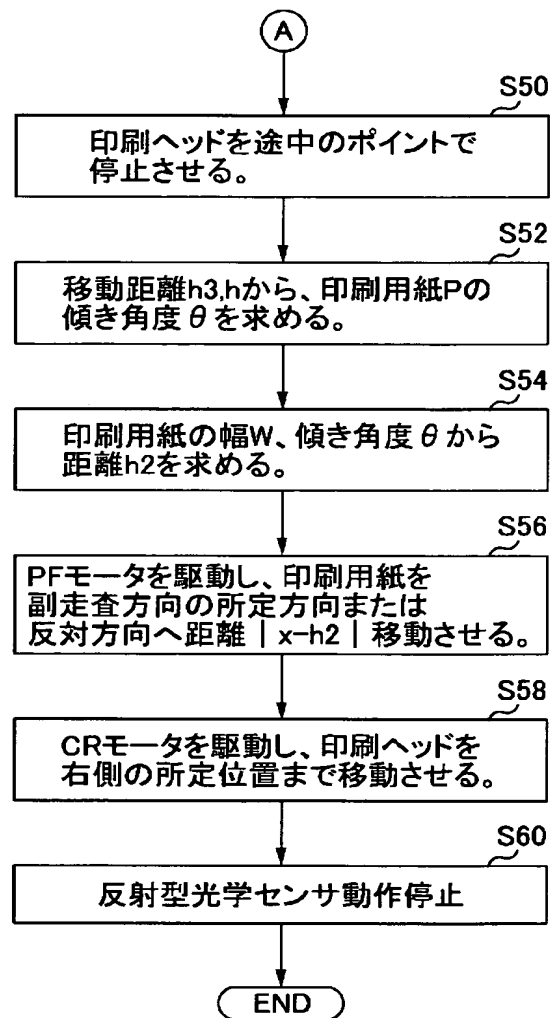 A
S50
印刷ヘッドを途中のポイントで
停止させる。
S52
移動距離h3,hから、印刷用紙Pの
傾き角度θを求める。
S54
印刷用紙の幅W、傾き角度θから
距離h2を求める。
S56
PFモータを駆動し、印刷用紙を
副走査方向の所定方向または
反対方向へ距離｜x-h2｜移動させる。
S58
CRモータを駆動し、印刷ヘッドを
右側の所定位置まで移動させる。
S60
反射型光学センサ動作停止
END